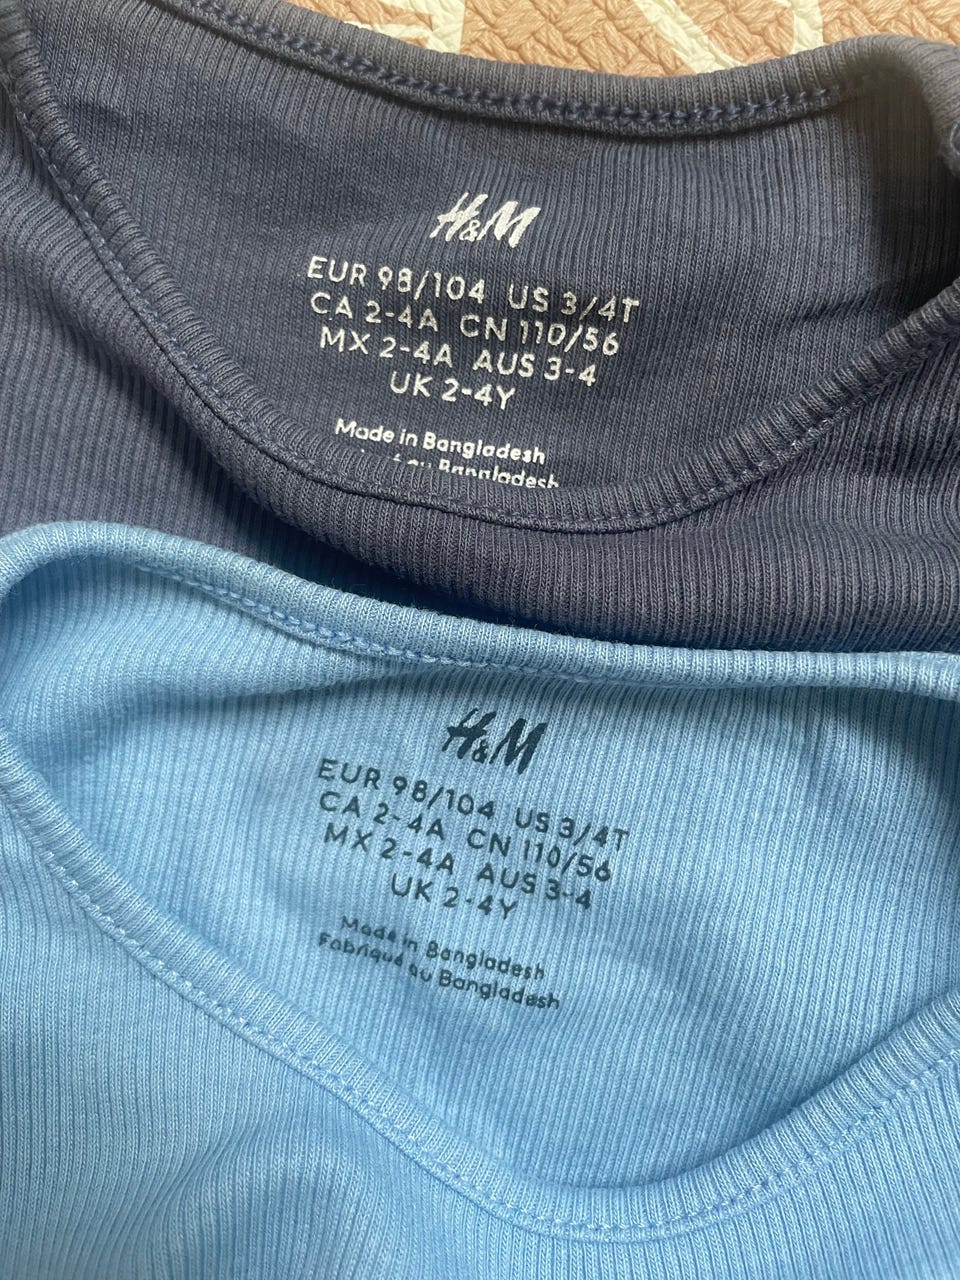 H&M
EUR 98/104 US 3/4T
CA 2-4A CN 110/56
MX 2-4A AUS 3-4
UK 2-4Y
Made in Bangladesh
au Bangladesh
H&M
EUR 98/104 US 3/4T
CA 2-4A CN 110/56
MX 2-4A AUS 3-4
UK 2-4Y
Made in Bangladesh
Fabriqué au Bangladesh